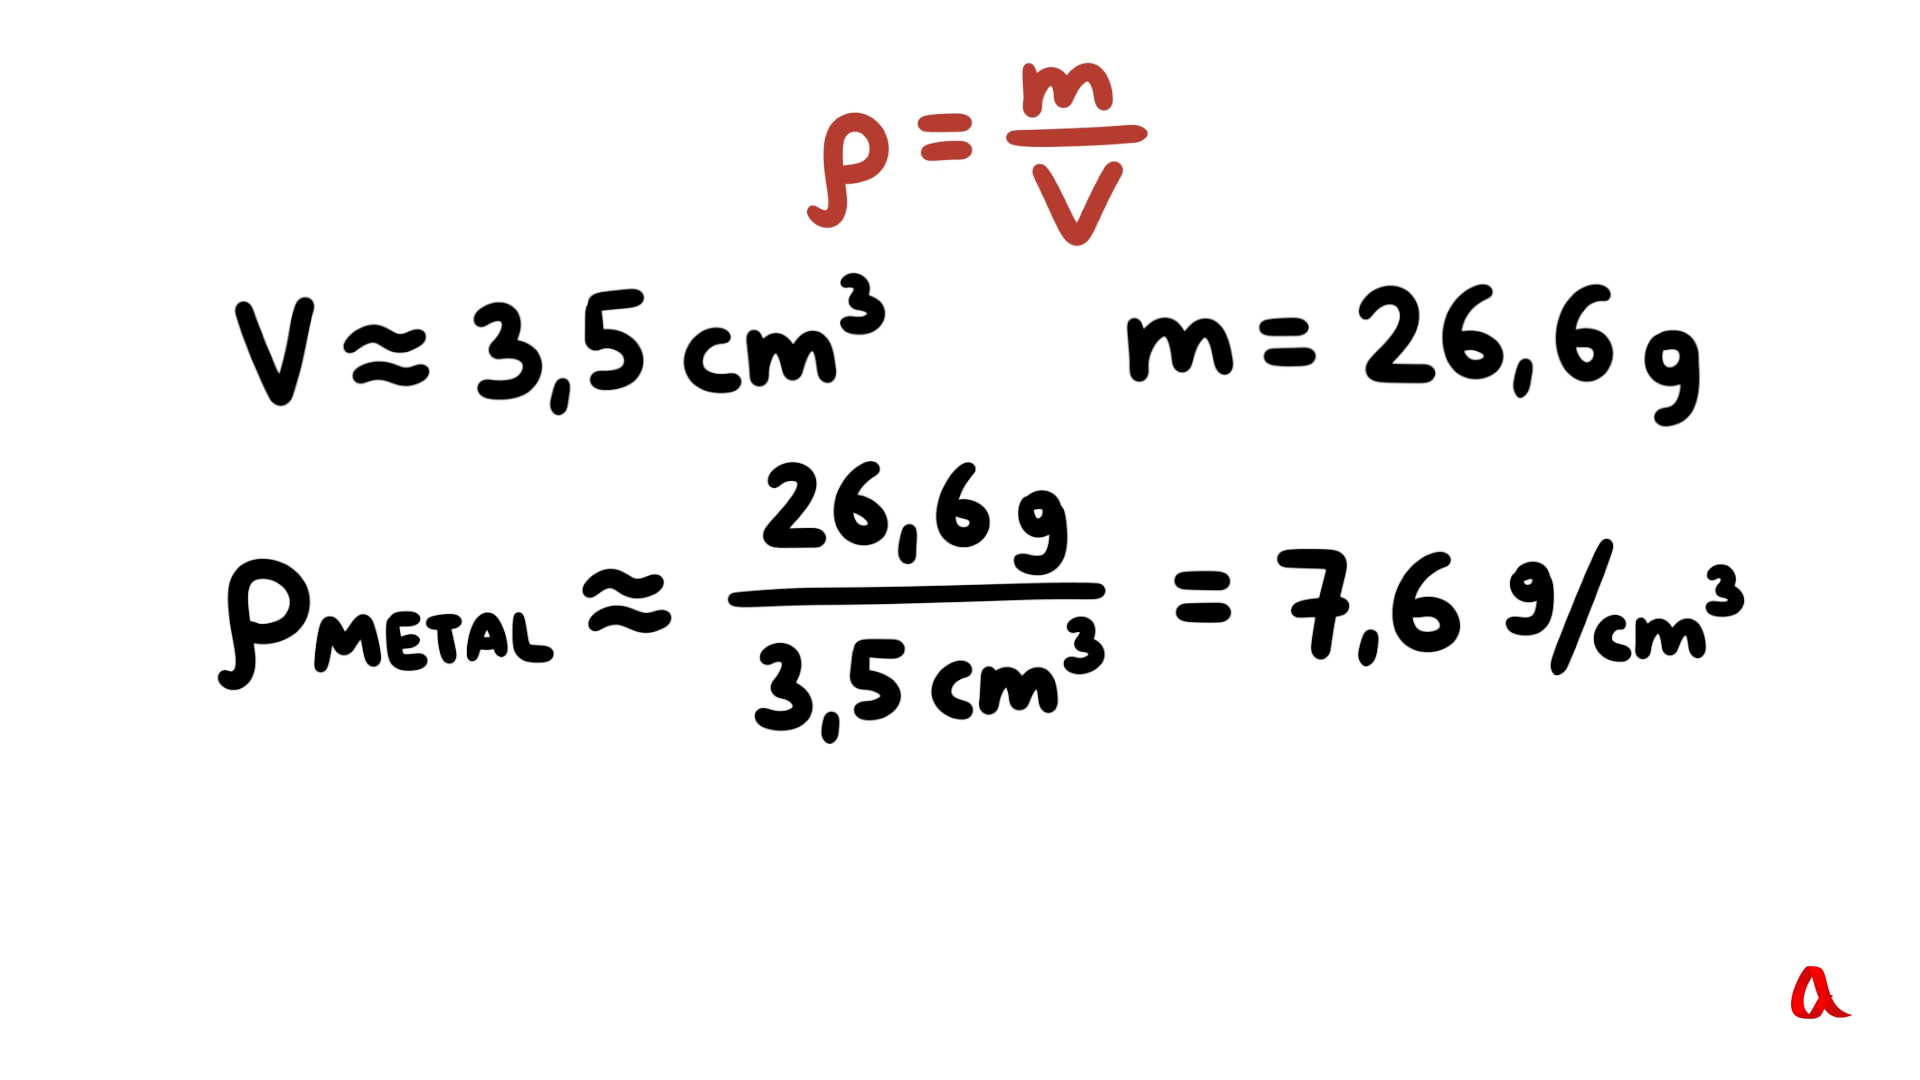 ρ = m/V
V ≈ 3,5 cm³ m = 26,6 g
ρMETAL ≈ 26,6 g / 3,5 cm³ = 7,6 g/cm³
a